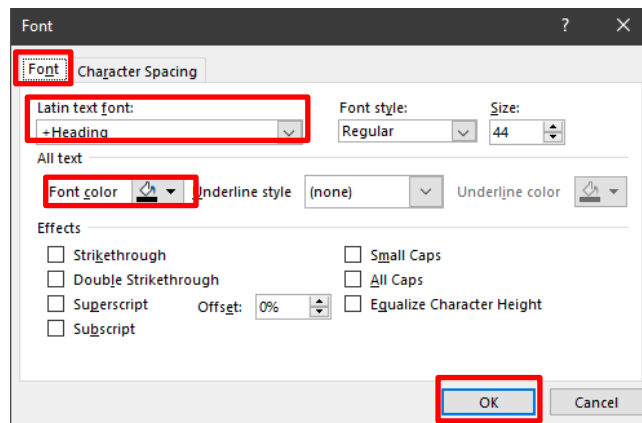 Font ? ×
Font Character Spacing
Latin text font: Font style: Size:
+Heading Regular 44
All text
Font color Underline style (none) Underline color
Effects
Strikethrough Small Caps
Double Strikethrough All Caps
Superscript Offset: 0% Equalize Character Height
Subscript
OK Cancel